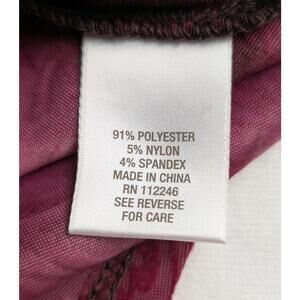 91% POLYESTER
5% NYLON
4% SPANDEX
MADE IN CHINA
RN 112246
SEE REVERSE
FOR CARE